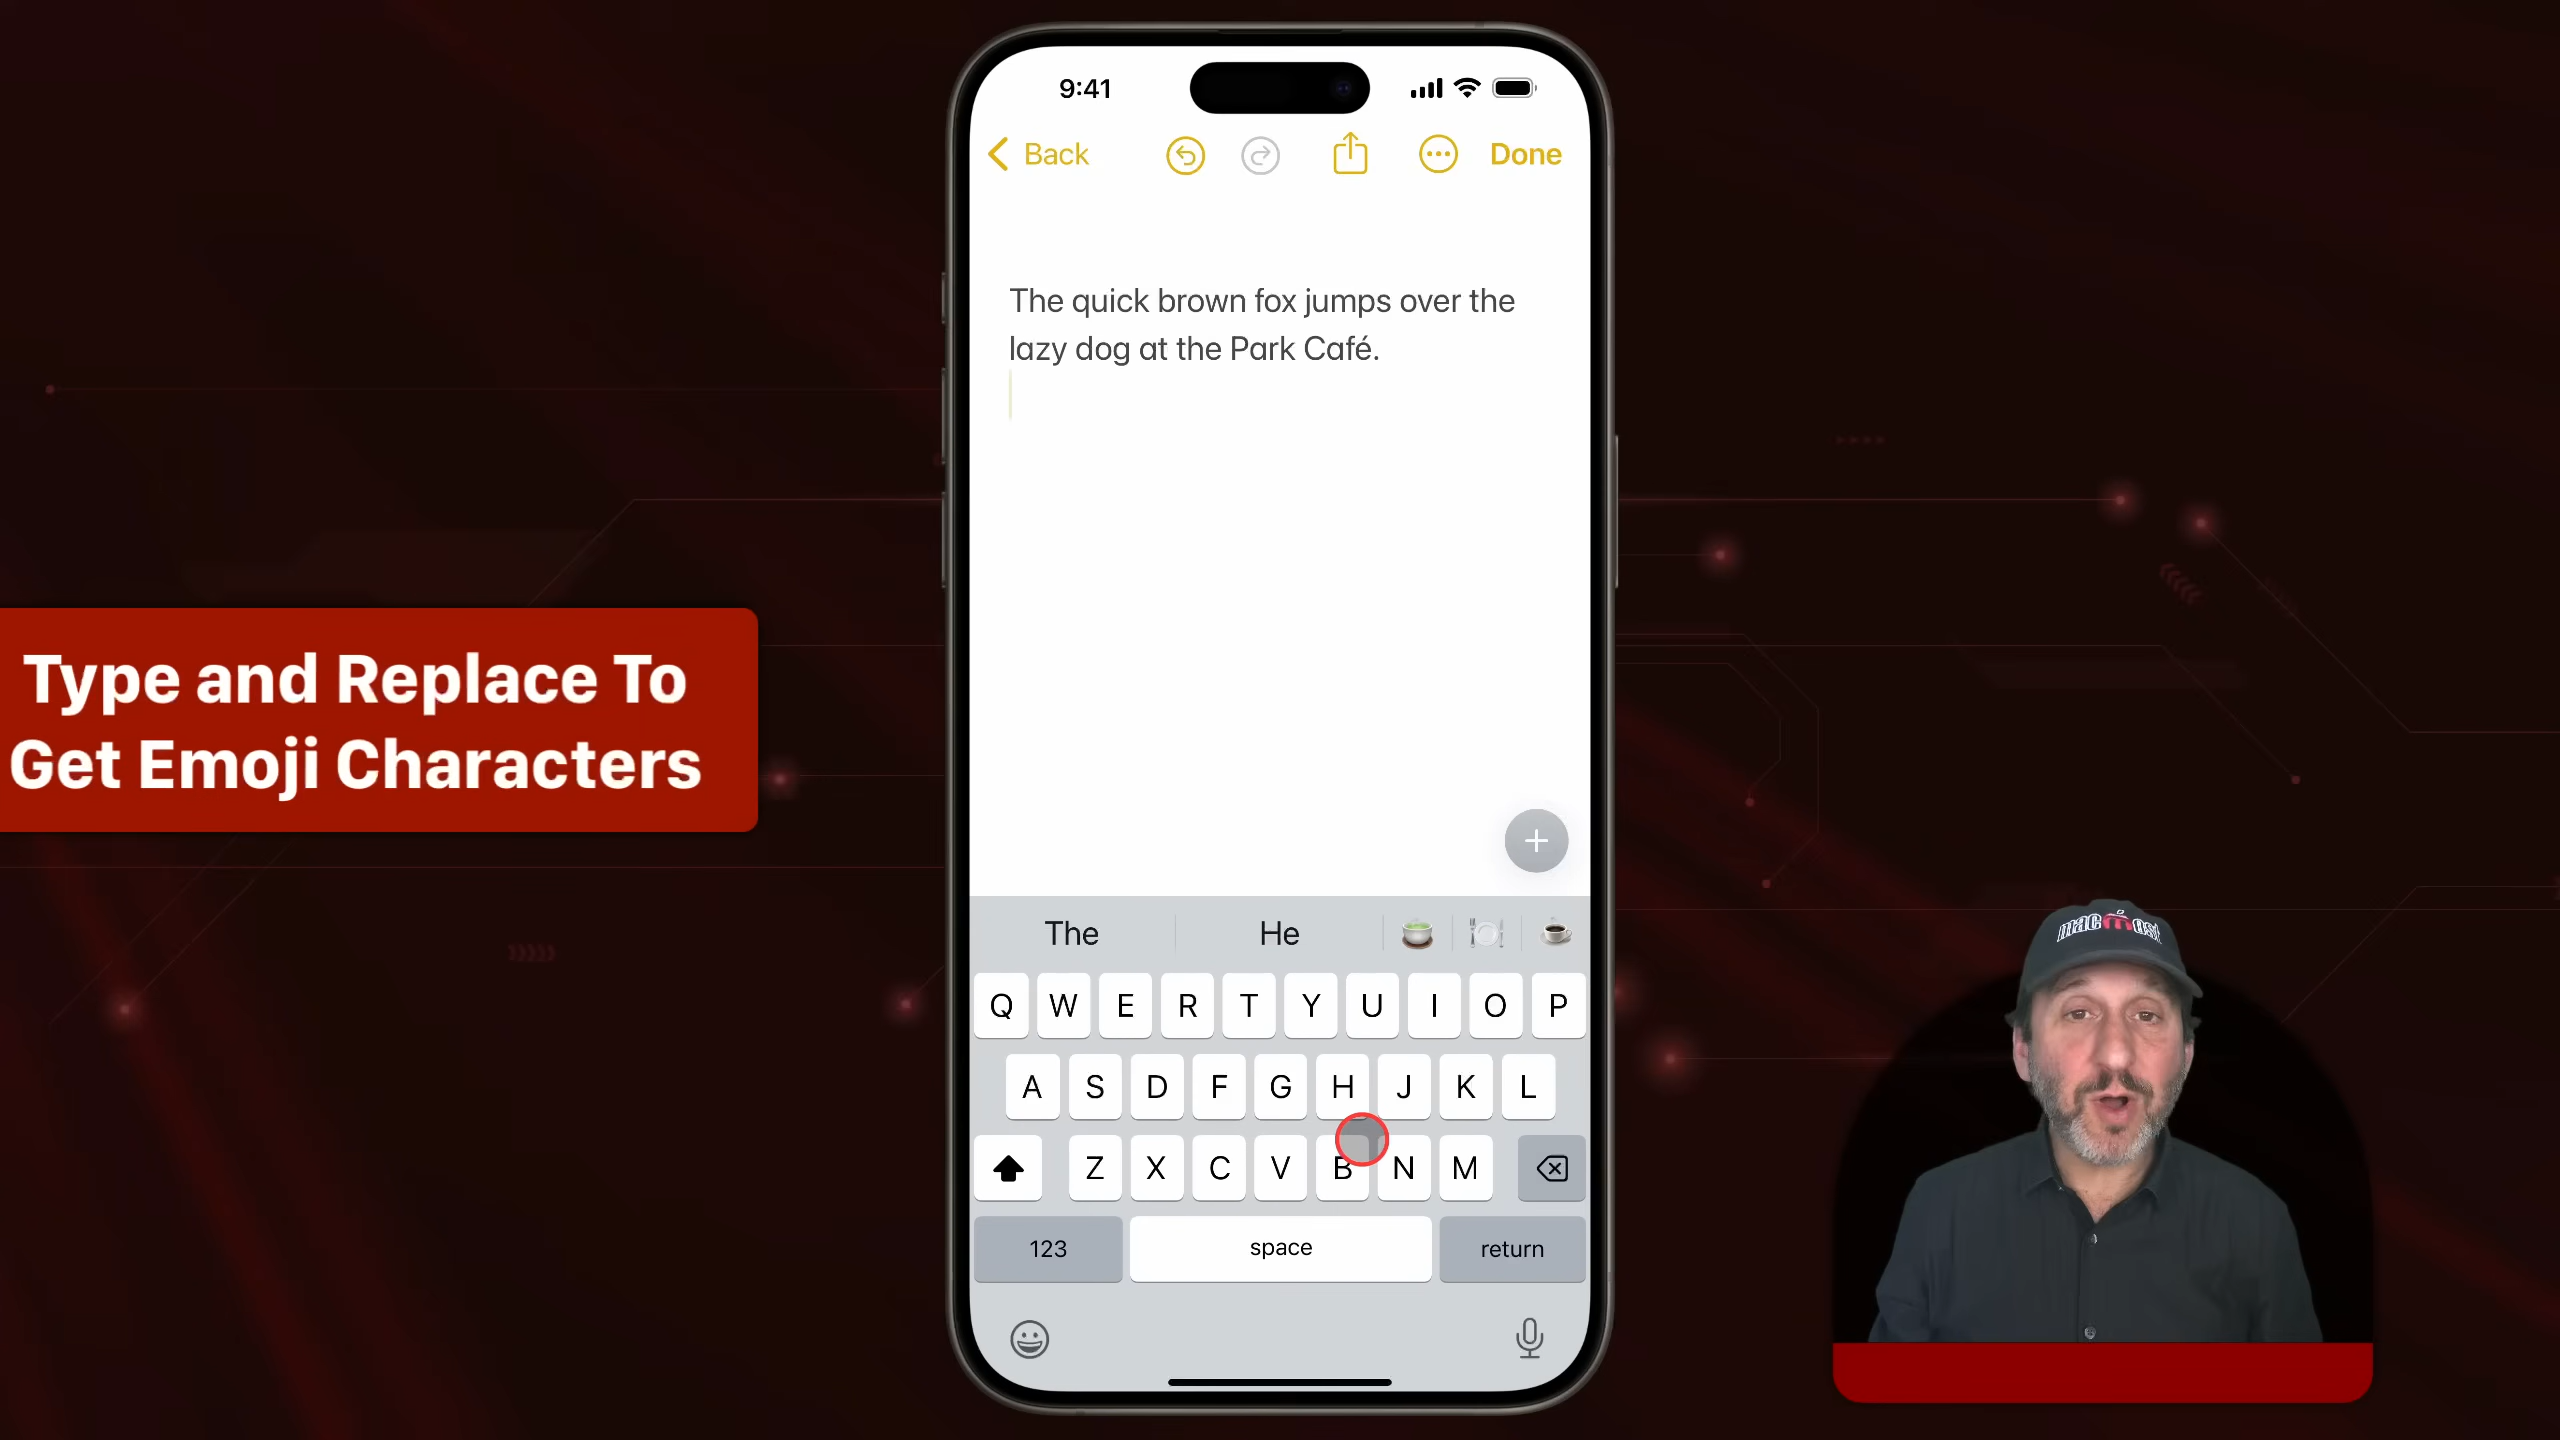 9:41
Back
Done
The quick brown fox jumps over the
lazy dog at the Park Café.
Type and Replace To
Get Emoji Characters
The He
Q W E R T Y U I O P
A S D F G H J K L
Z X C V B N M
123 space return
macmost